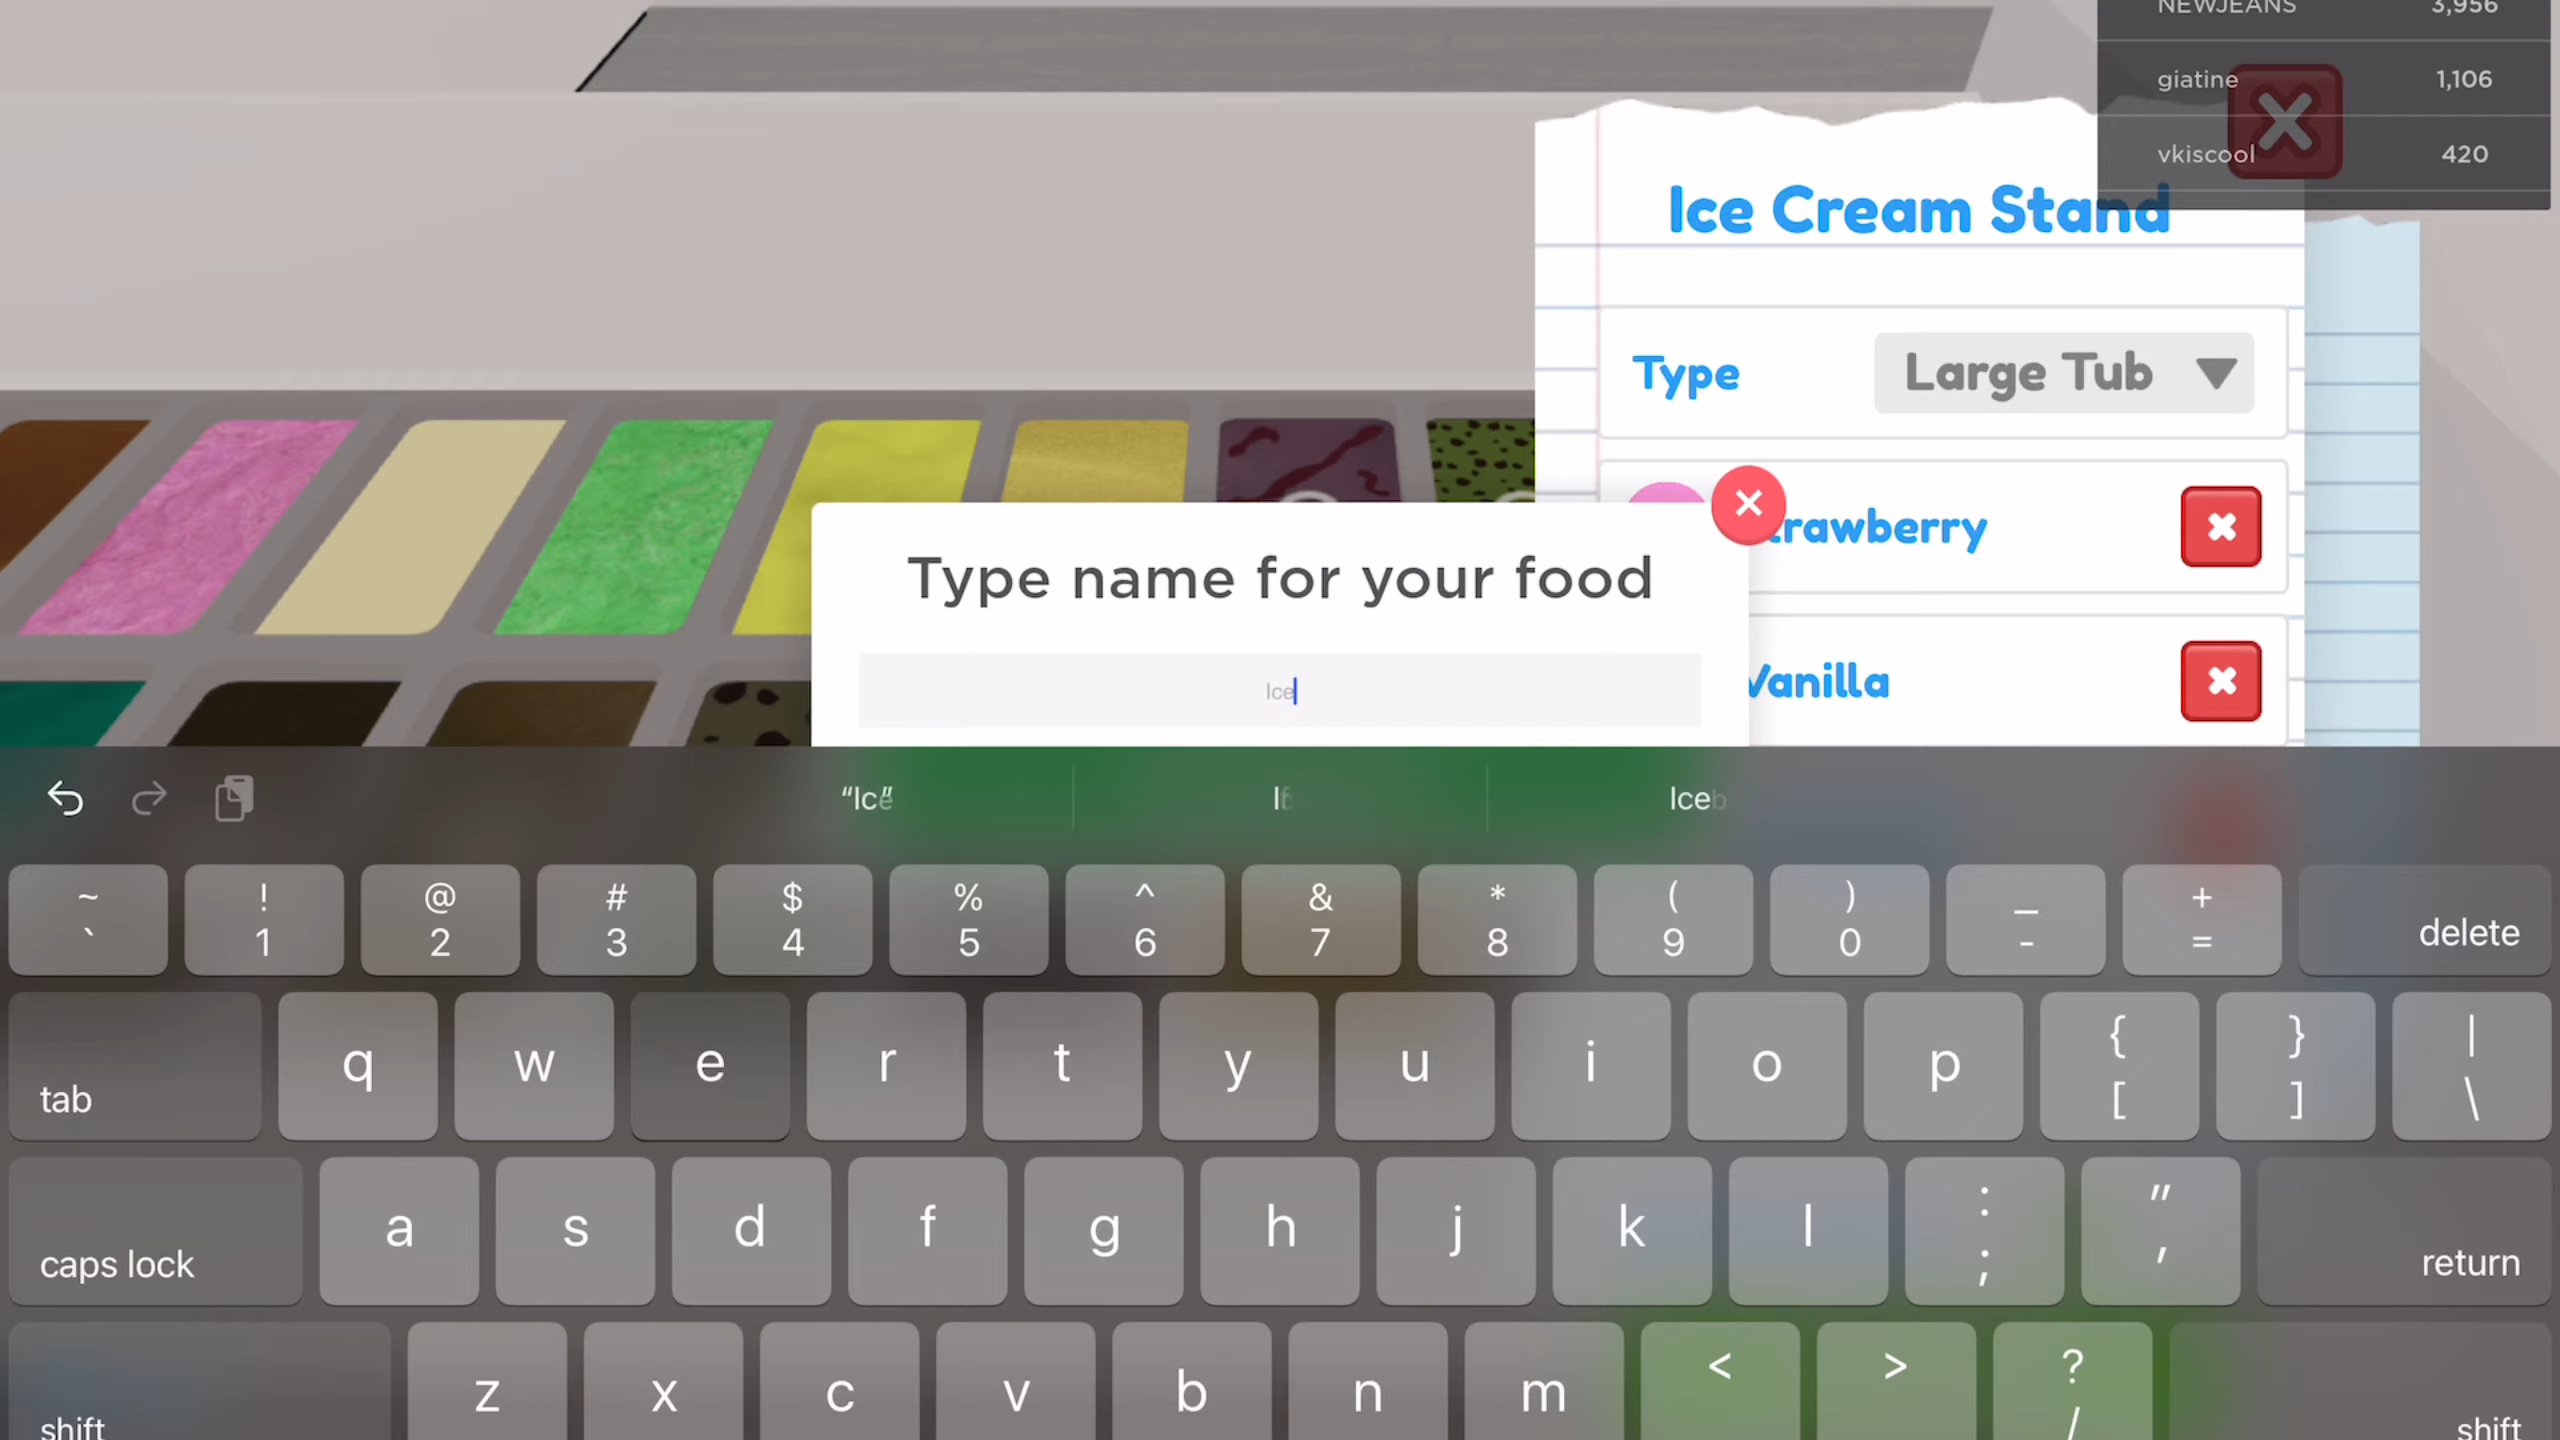 NEWJEANS 3,956
giatine 1,106
vkiscool 420
Ice Cream Stand
Type Large Tub
trawberry
Vanilla
Type name for your food
Ice
“Ice” If Iceb
~ ! @ # $ % ^ & * ( ) _ +
` 1 2 3 4 5 6 7 8 9 0 - = delete
tab q w e r t y u i o p { } |
[ ] \
caps lock a s d f g h j k l : "
; ' return
shift z x c v b n m < > ?
/ shift